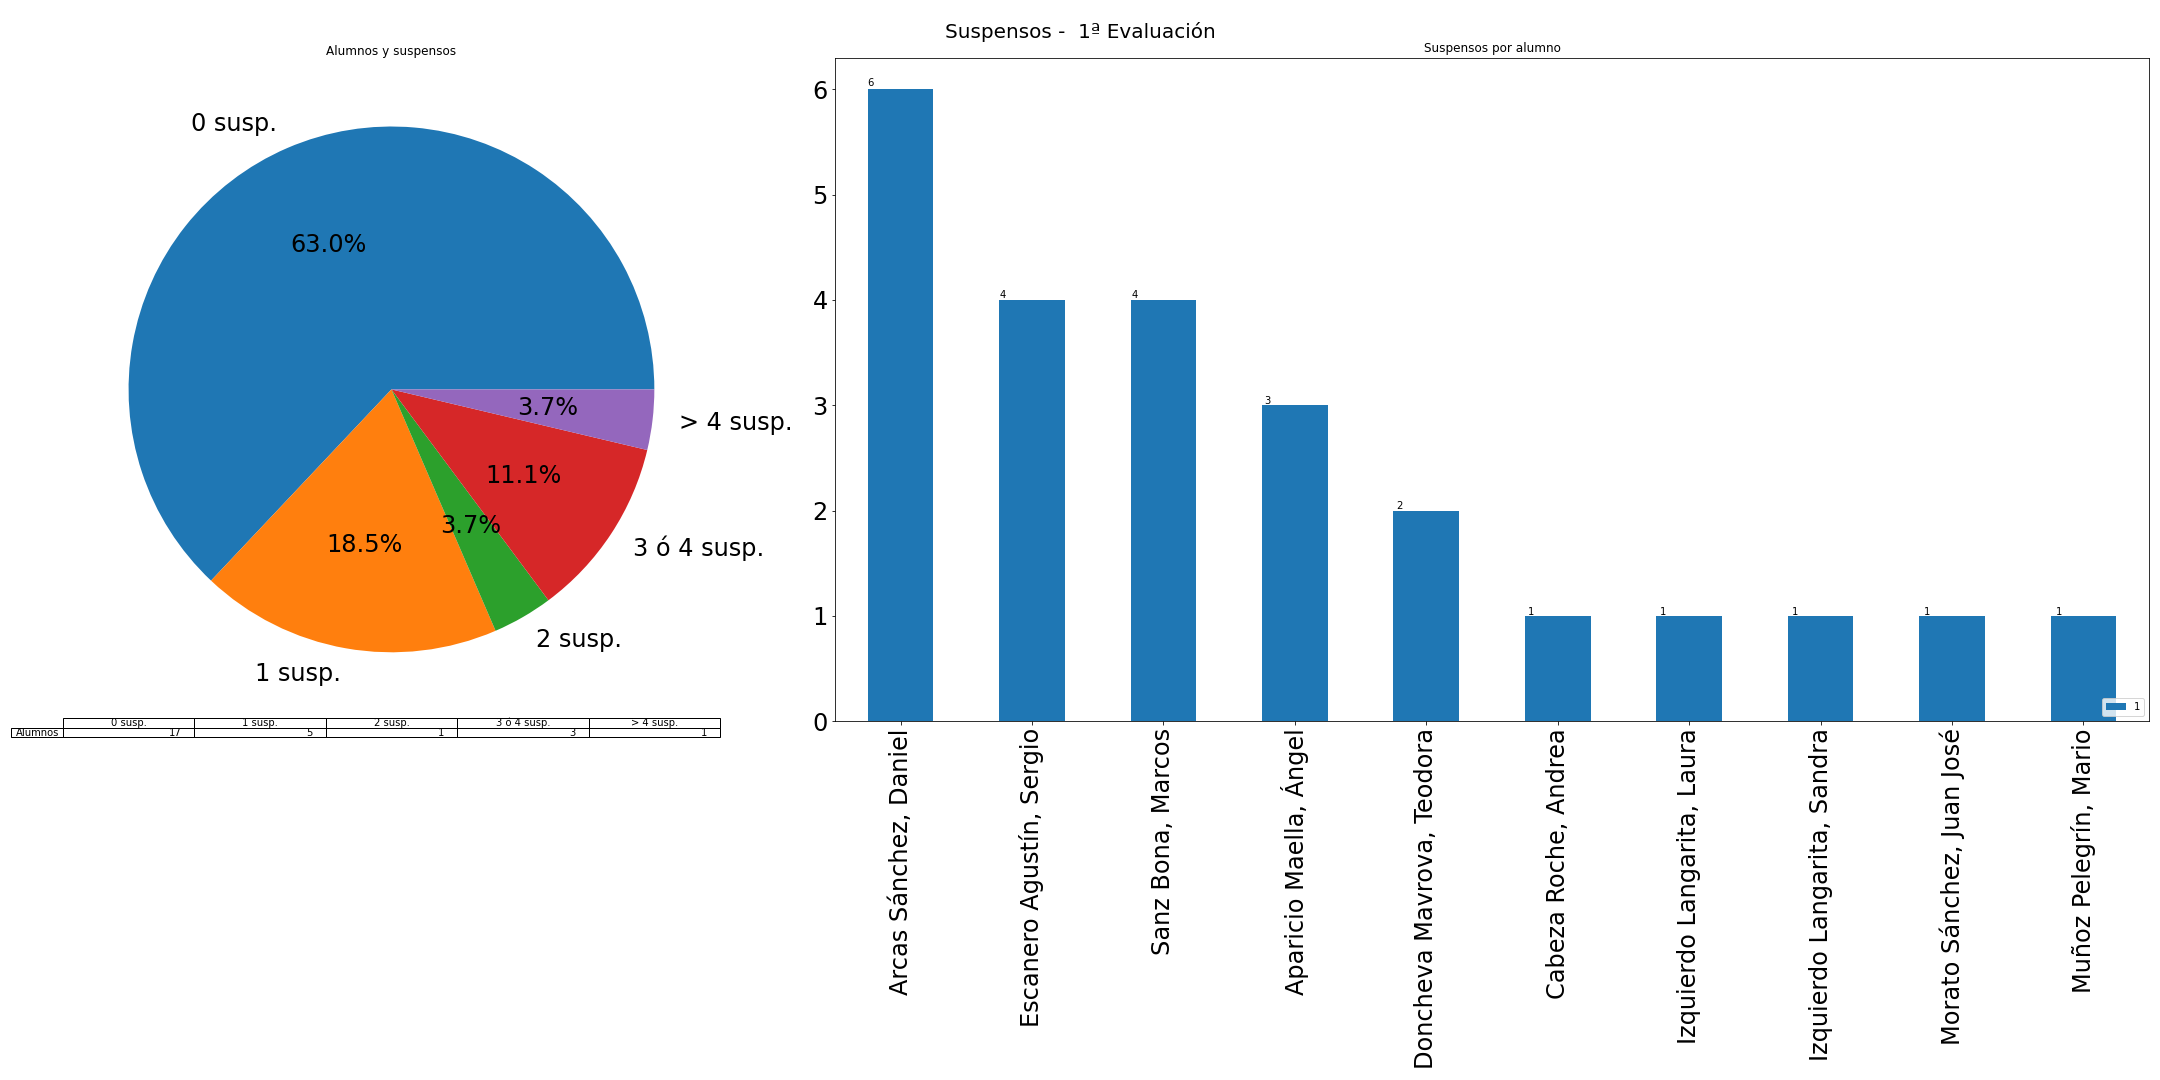 Suspensos -  1ª Evaluación
Alumnos y suspensos
0 susp.
63.0%
3.7%
> 4 susp.
11.1%
3.7%
18.5%
3 ó 4 susp.
2 susp.
1 susp.
0 susp. 1 susp. 2 susp. 3 ó 4 susp. > 4 susp.
Alumnos 17 5 1 3 1
Suspensos por alumno
6
5
4
3
2
1
0
6
4
4
3
2
1
1
1
1
1
1
Arcas Sánchez, Daniel
Escanero Agustín, Sergio
Sanz Bona, Marcos
Aparicio Maella, Ángel
Doncheva Mavrova, Teodora
Cabeza Roche, Andrea
Izquierdo Langarita, Laura
Izquierdo Langarita, Sandra
Morato Sánchez, Juan José
Muñoz Pelegrín, Mario